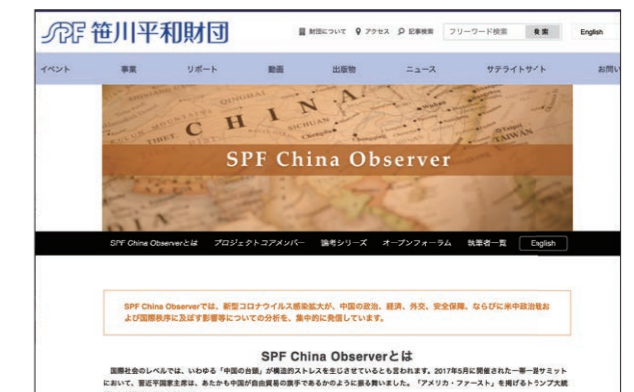 SPF 笹川平和財団
財団について アクセス 記事検索 フリーワード検索 検索 English
イベント 事業 リポート 動画 出版物 ニュース サテライトサイト お問い
QINGHAI
CHINA
SICHUAN
TIBET
TAIWAN
SPF China Observer
SPF China Observerとは プロジェクトコアメンバー 論考シリーズ オープンフォーラム 執筆者一覧 English
SPF China Observerでは、新型コロナウイルス感染拡大が、中国の政治、経済、外交、安全保障、ならびに米中政治戦お
よび国際秩序に及ぼす影響等についての分析を、集中的に発信しています。
SPF China Observerとは
国際社会のレベルでは、いわゆる「中国の台頭」が構造的ストレスを生じさせているとも言われます。2017年5月に開催された一帯一路サミット
において、習近平国家主席は、あたかも中国が自由貿易の旗手であるかのように振る舞いました。「アメリカ・ファースト」を掲げるトランプ大統